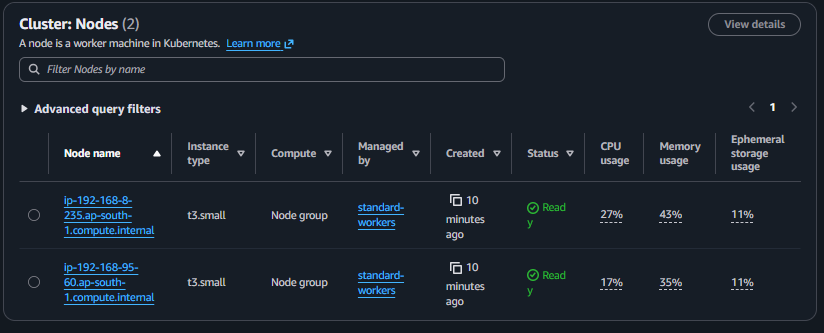 Cluster: Nodes (2)
View details
A node is a worker machine in Kubernetes. Learn more
Filter Nodes by name
Advanced query filters
1
Node name
Instance
type
Compute
Managed
by
Created
Status
CPU
usage
Memory
usage
Ephemeral
storage
usage
ip-192-168-8-
235.ap-south-
1.compute.internal
t3.small
Node group
standard-
workers
10
minutes
ago
Read
y
27%
43%
11%
ip-192-168-95-
60.ap-south-
1.compute.internal
t3.small
Node group
standard-
workers
10
minutes
ago
Read
y
17%
35%
11%